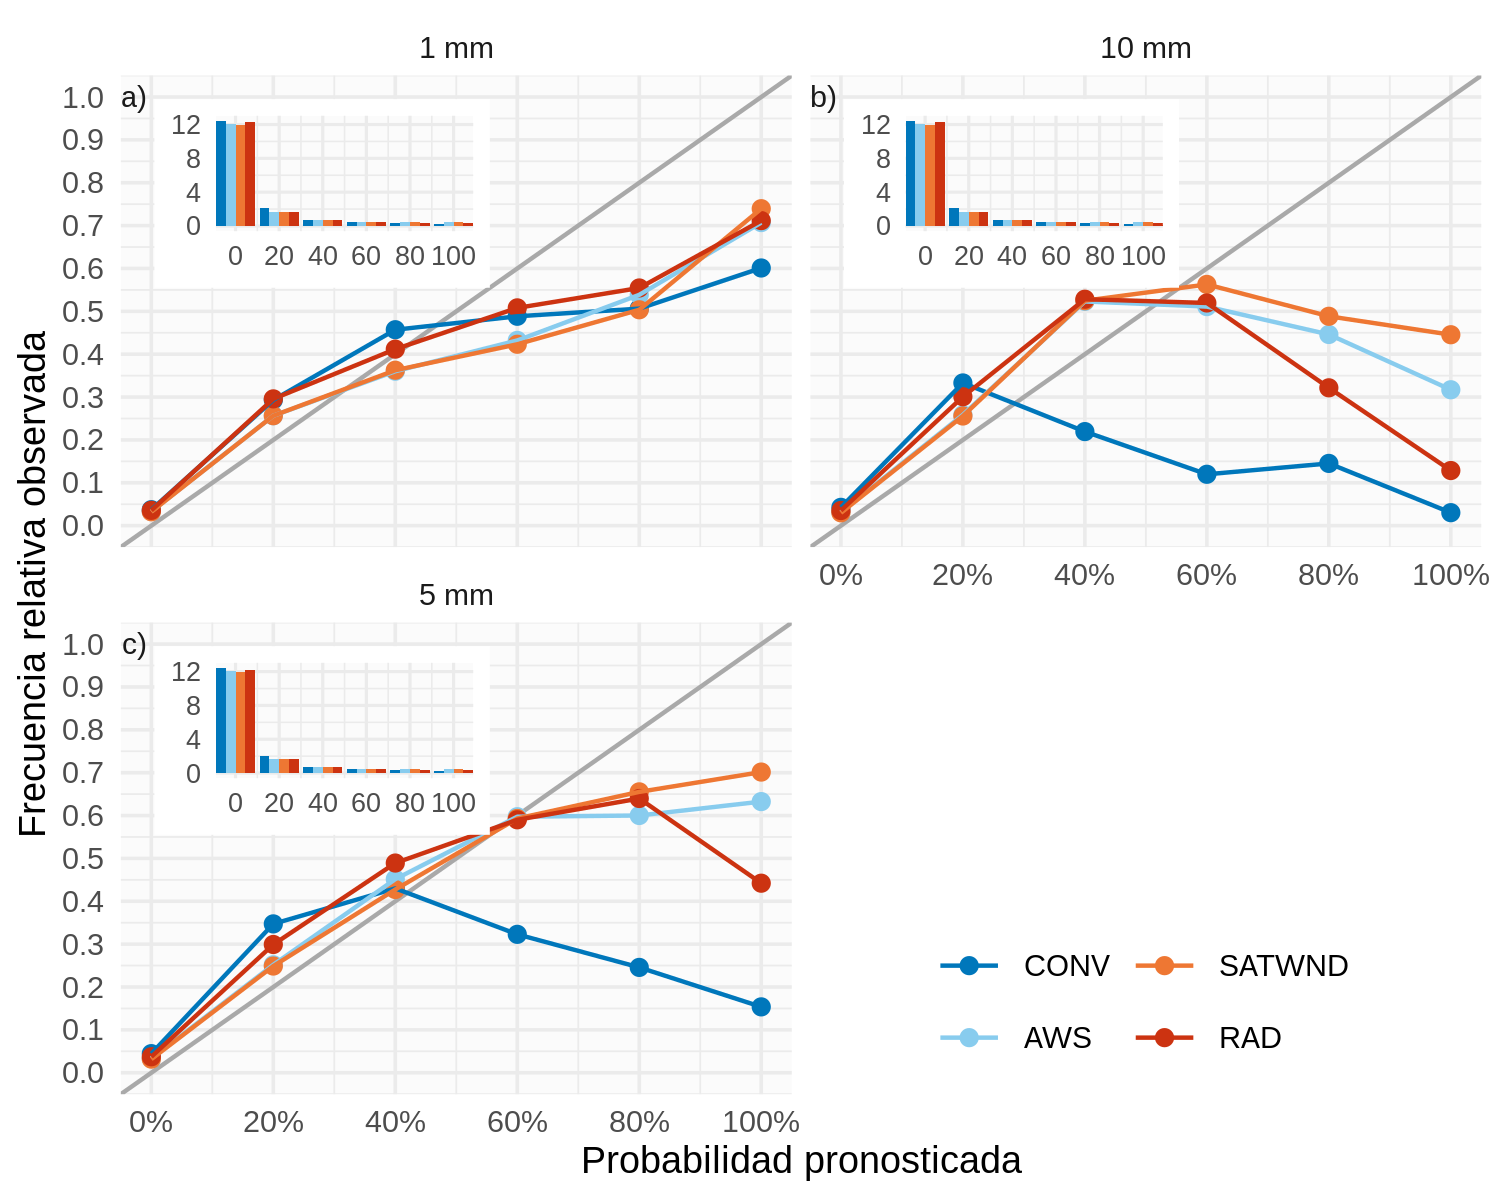 1 mm
10 mm
a)
b)
1.0
0.9
0.8
0.7
0.6
0.5
0.4
0.3
0.2
0.1
0.0
12
8
4
0
0 20 40 60 80 100
12
8
4
0
0 20 40 60 80 100
0% 20% 40% 60% 80% 100%
5 mm
c)
1.0
0.9
0.8
0.7
0.6
0.5
0.4
0.3
0.2
0.1
0.0
12
8
4
0
0 20 40 60 80 100
0% 20% 40% 60% 80% 100%
Frecuencia relativa observada
Probabilidad pronosticada
CONV SATWND
AWS RAD